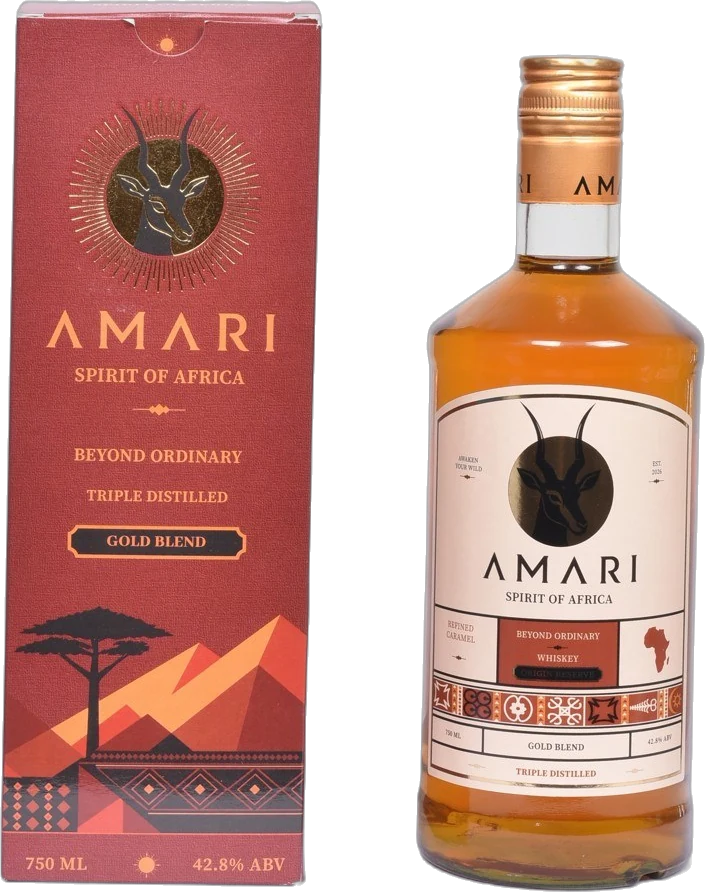 AMARI
SPIRIT OF AFRICA
BEYOND ORDINARY
TRIPLE DISTILLED
GOLD BLEND
750 ML
42.8% ABV
RI AM
AWAKEN
YOUR WILD
EST.
2026
AMARI
SPIRIT OF AFRICA
REFINED
CARAMEL
BEYOND ORDINARY
WHISKEY
ORIGIN RESERVE
750 ML
GOLD BLEND
42.8% ABV
TRIPLE DISTILLED